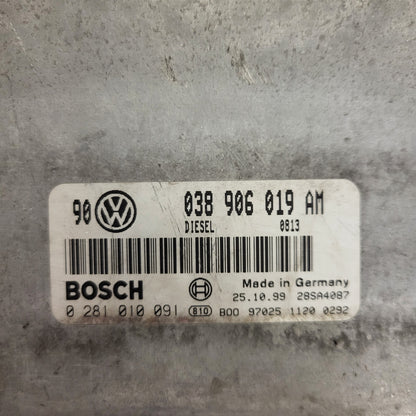 90 VW 038 906 019 AM
DIESEL 0813
BOSCH Made in Germany
25.10.99 28SA4087
0 281 010 091 810 B00 97025 1120 0292